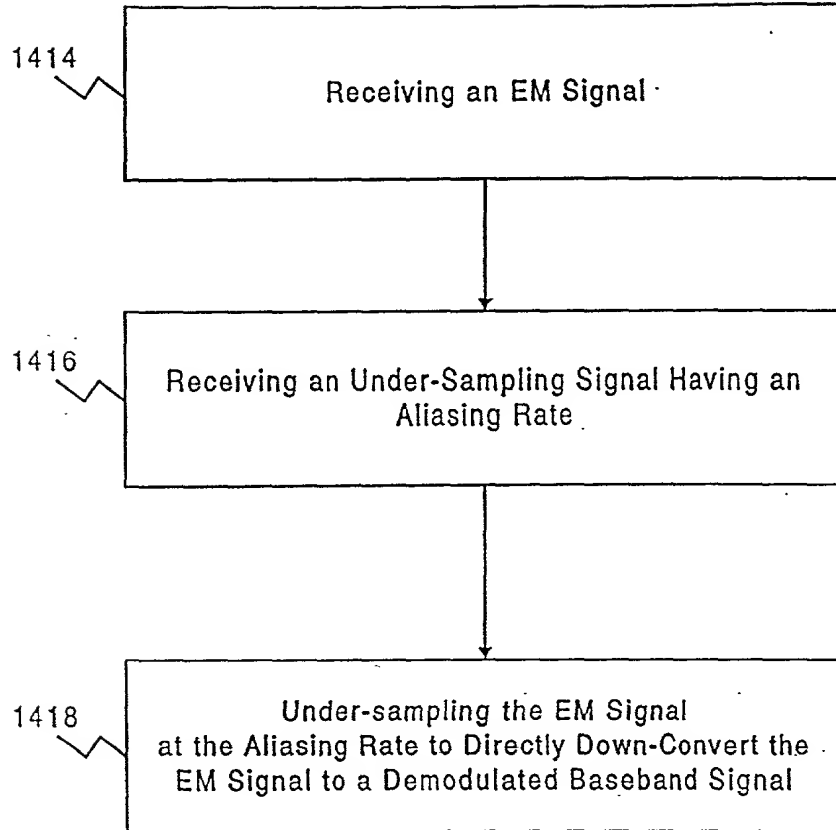 1414
Receiving an EM Signal
1416
Receiving an Under-Sampling Signal Having an
Aliasing Rate
1418
Under-sampling the EM Signal
at the Aliasing Rate to Directly Down-Convert the
EM Signal to a Demodulated Baseband Signal